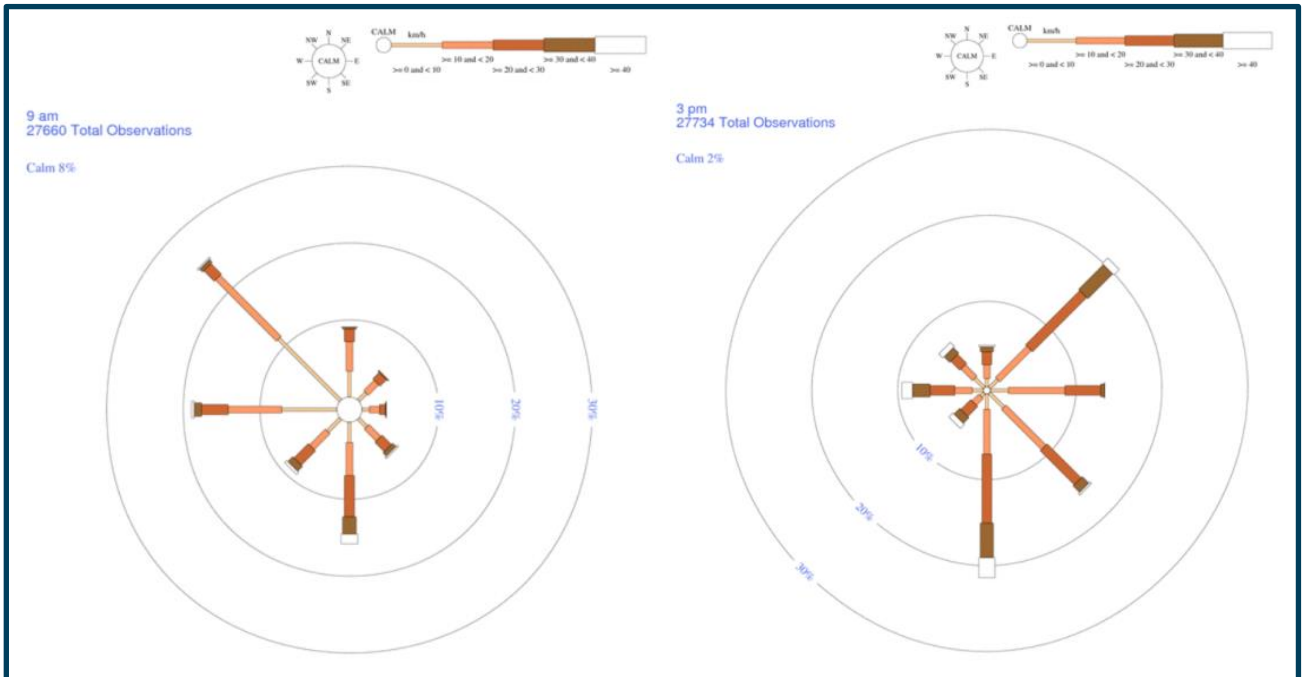 N
NW NE
W CALM E
SW SE
S
CALM km/h
>= 10 and < 20 >= 30 and < 40
>= 0 and < 10 >= 20 and < 30 >= 40
9 am
27660 Total Observations
Calm 8%
10% 20% 30%
N
NW NE
W CALM E
SW SE
S
CALM km/h
>= 10 and < 20 >= 30 and < 40
>= 0 and < 10 >= 20 and < 30 >= 40
3 pm
27734 Total Observations
Calm 2%
10%
20%
30%